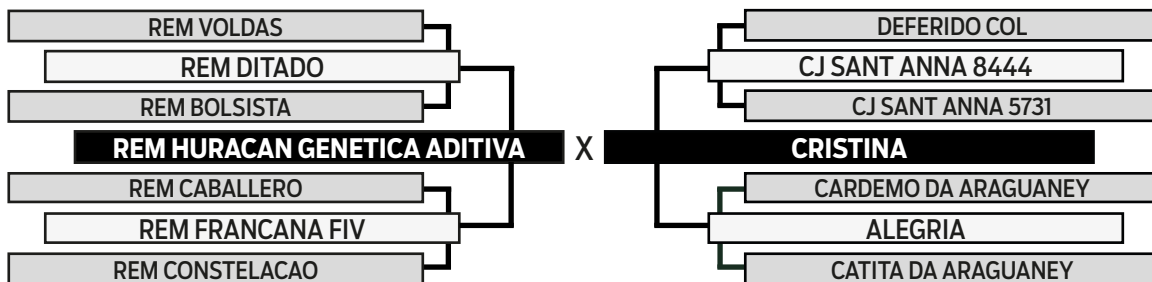 REM VOLDAS
REM DITADO
REM BOLSISTA
REM HURACAN GENETICA ADITIVA
REM CABALLERO
REM FRANCANA FIV
REM CONSTELACAO
X
DEFERIDO COL
CJ SANT ANNA 8444
CJ SANT ANNA 5731
CRISTINA
CARDEMO DA ARAGUANEY
ALEGRIA
CATITA DA ARAGUANEY